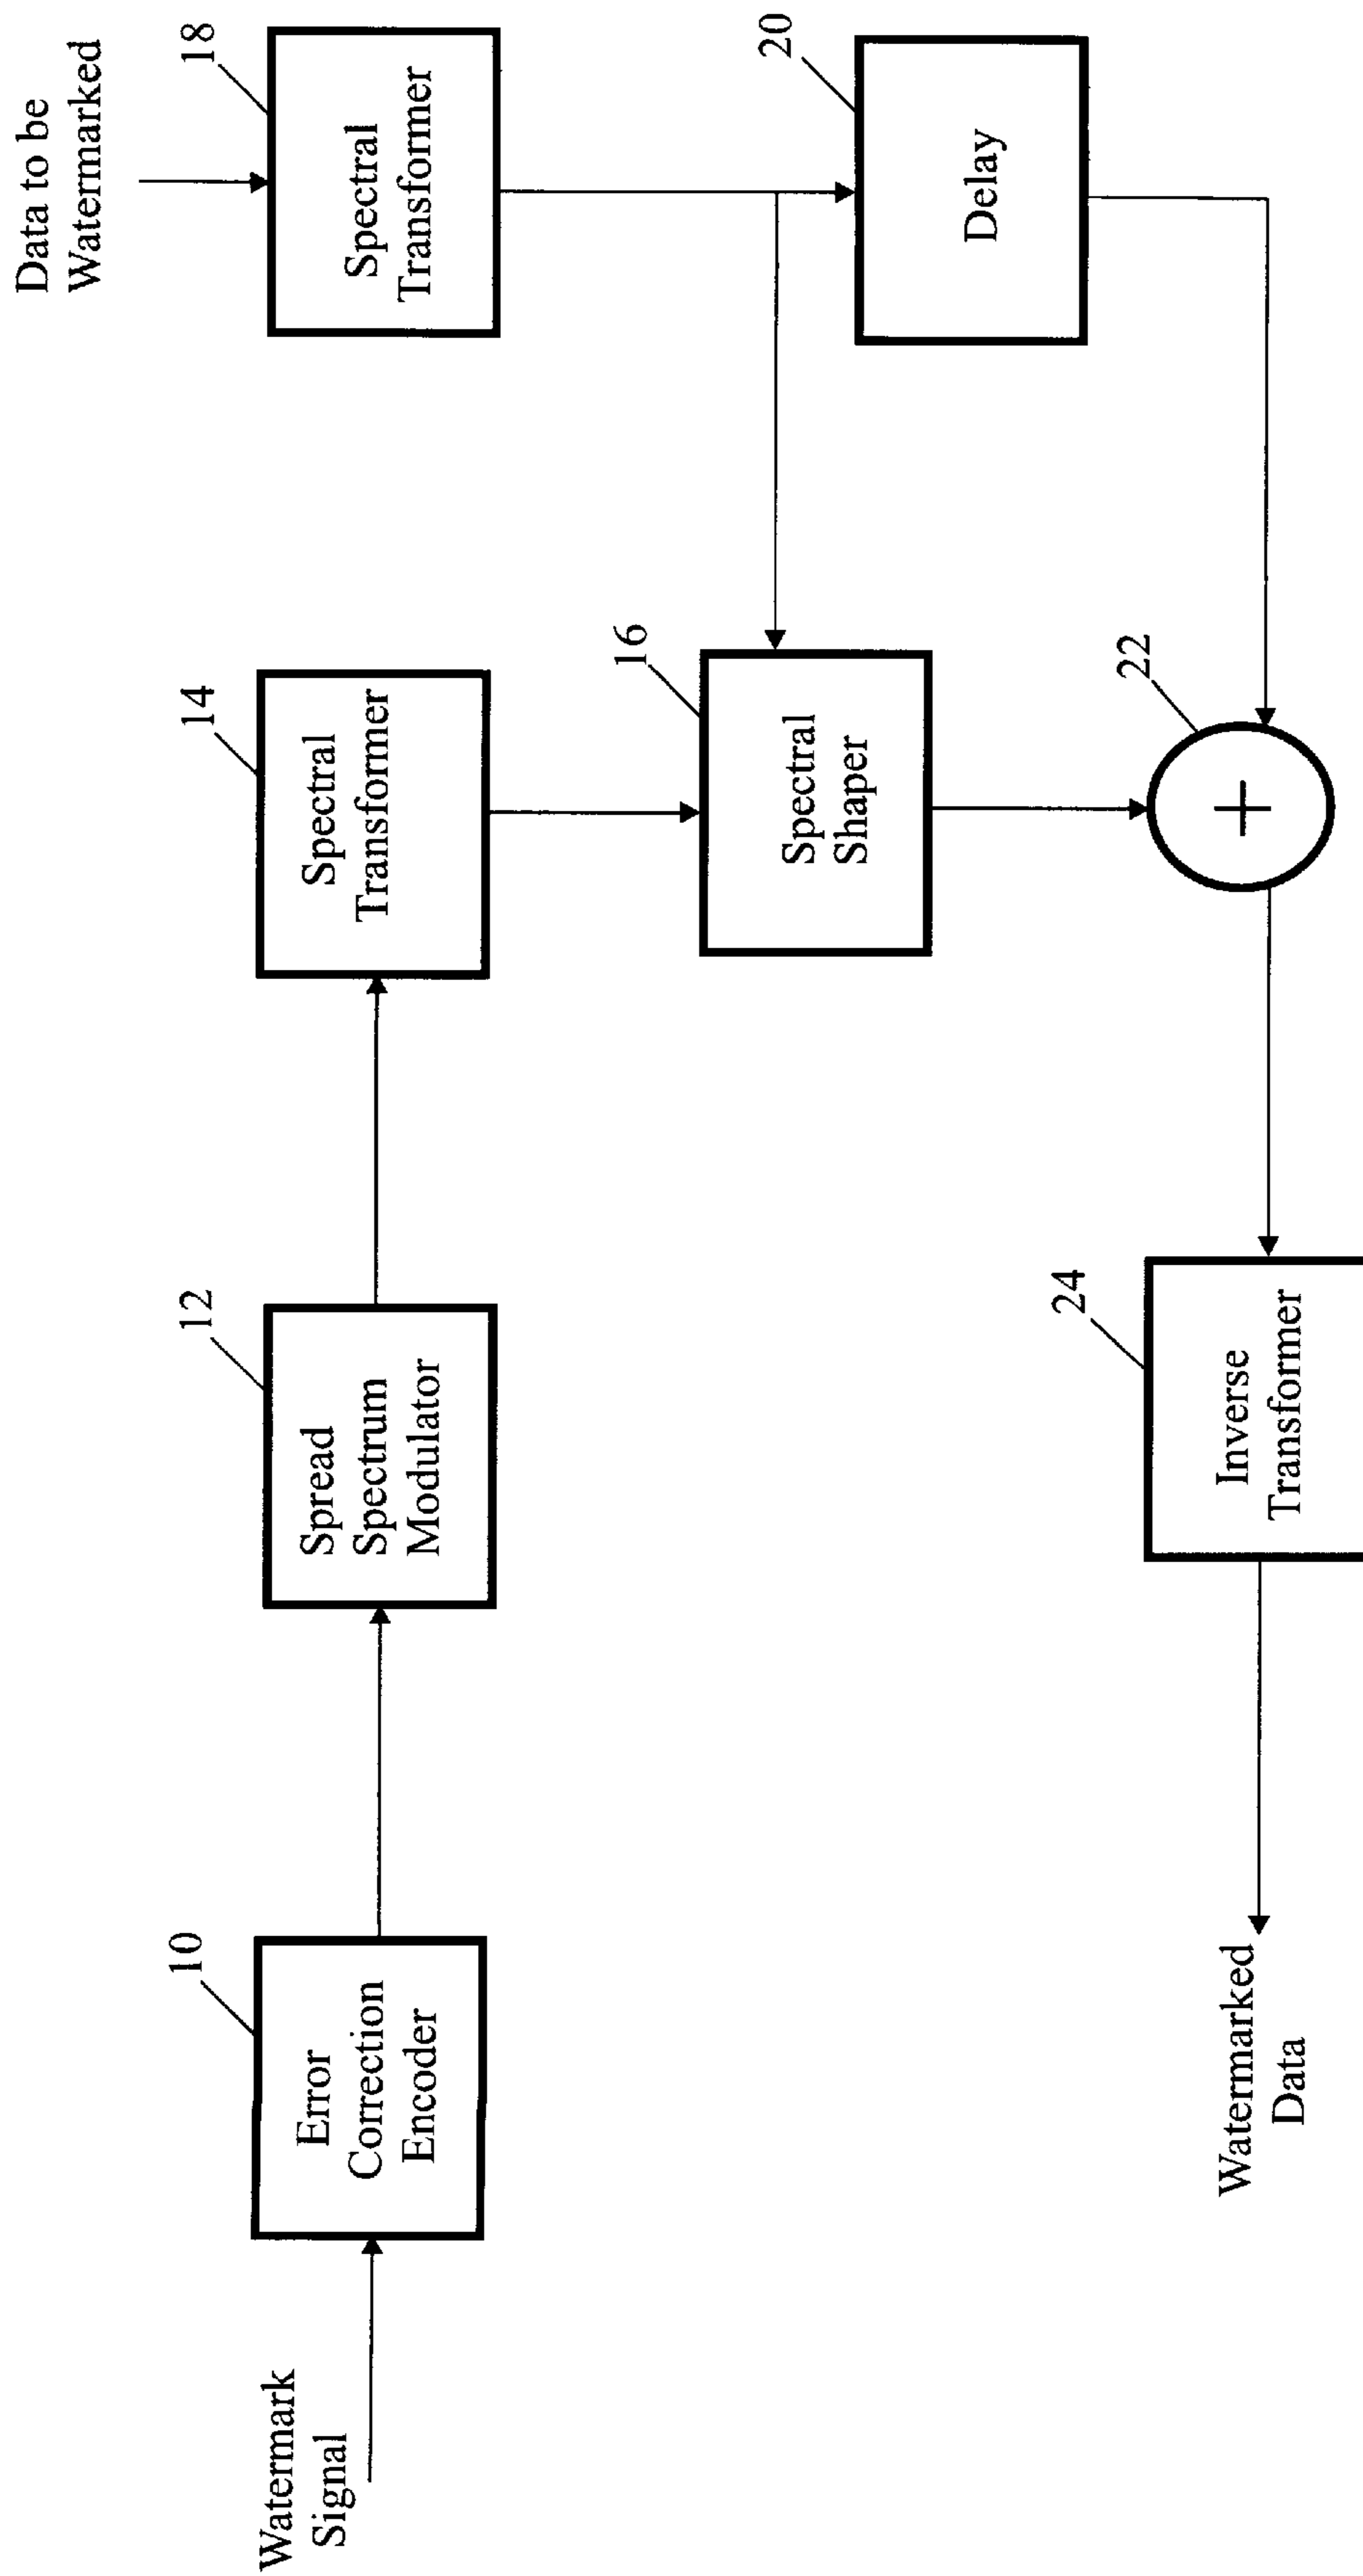 Watermark
Signal
10
Error
Correction
Encoder
12
Spread
Spectrum
Modulator
14
Spectral
Transformer
Data to be
Watermarked
18
Spectral
Transformer
16
Spectral
Shaper
20
Delay
22
+
24
Inverse
Transformer
Watermarked
Data